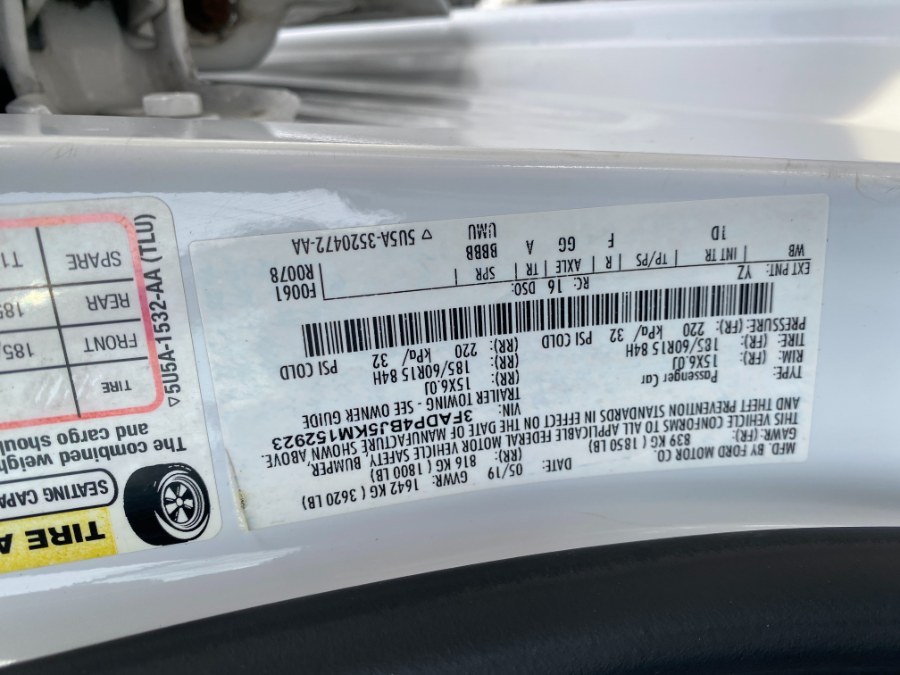 MFD. BY FORD MOTOR CO.
DATE: 05/19
GVWR: 1642 KG ( 3620 LB)
GAWR: (FR): 839 KG ( 1850 LB)
(RR): 816 KG ( 1800 LB)
THIS VEHICLE CONFORMS TO ALL APPLICABLE FEDERAL MOTOR VEHICLE SAFETY, BUMPER,
AND THEFT PREVENTION STANDARDS IN EFFECT ON THE DATE OF MANUFACTURE SHOWN ABOVE.
VIN: 3FADP4BJ5KM152923
TYPE: Passenger Car
TRAILER TOWING - SEE OWNER GUIDE
RIM: (FR): 15X6.0J
(RR): 15X6.0J
TIRE: (FR): 185/60R15 84H
(RR): 185/60R15 84H
PRESSURE: (FR): 220 kPa/ 32 PSI COLD
(RR): 220 kPa/ 32 PSI COLD
EXT PNT: YZ RC: 16 DSO: F0061
R0078
WB INT TR TP/PS R AXLE TR SPR
1D F GG A BBBB
UMU
▽ 5U5A-3520472-AA
TIRE A
SEATING CAPA
The combined weigh
and cargo shoul
TIRE
FRONT 185
REAR 185
SPARE T1
▽ 5U5A-1532-AA (TLU)